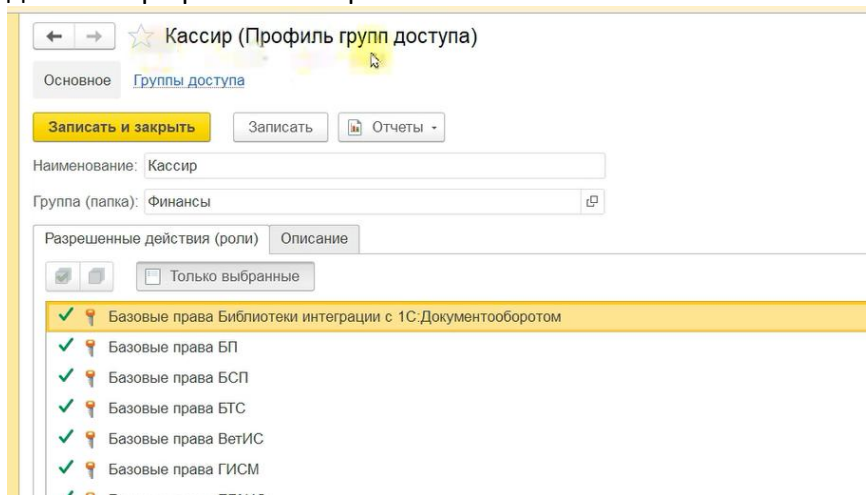 Кассир (Профиль групп доступа)
Основное Группы доступа
Записать и закрыть Записать Отчеты
Наименование: Кассир
Группа (папка): Финансы
Разрешенные действия (роли) Описание
Только выбранные
Базовые права Библиотеки интеграции с 1С:Документооборотом
Базовые права БП
Базовые права БСП
Базовые права БТС
Базовые права ВетИС
Базовые права ГИСМ